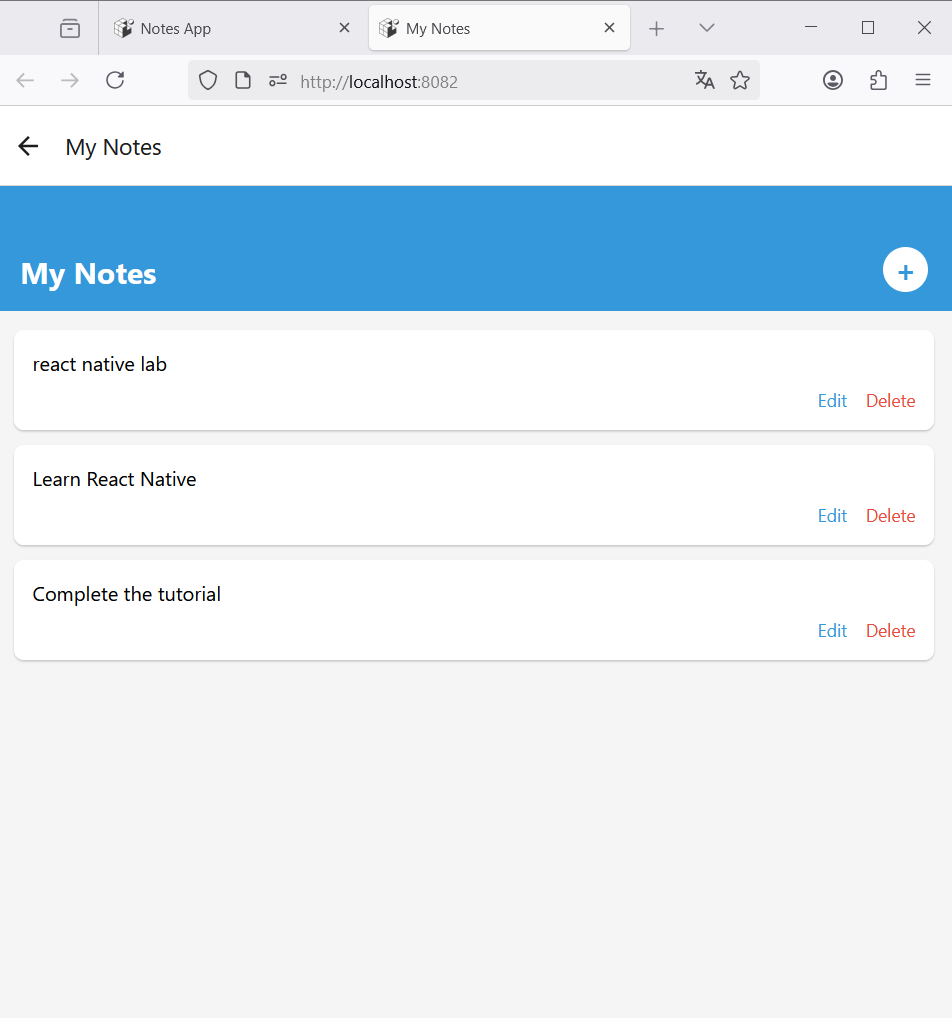 Notes App
My Notes
http://localhost:8082
My Notes
My Notes
+
react native lab
Edit Delete
Learn React Native
Edit Delete
Complete the tutorial
Edit Delete